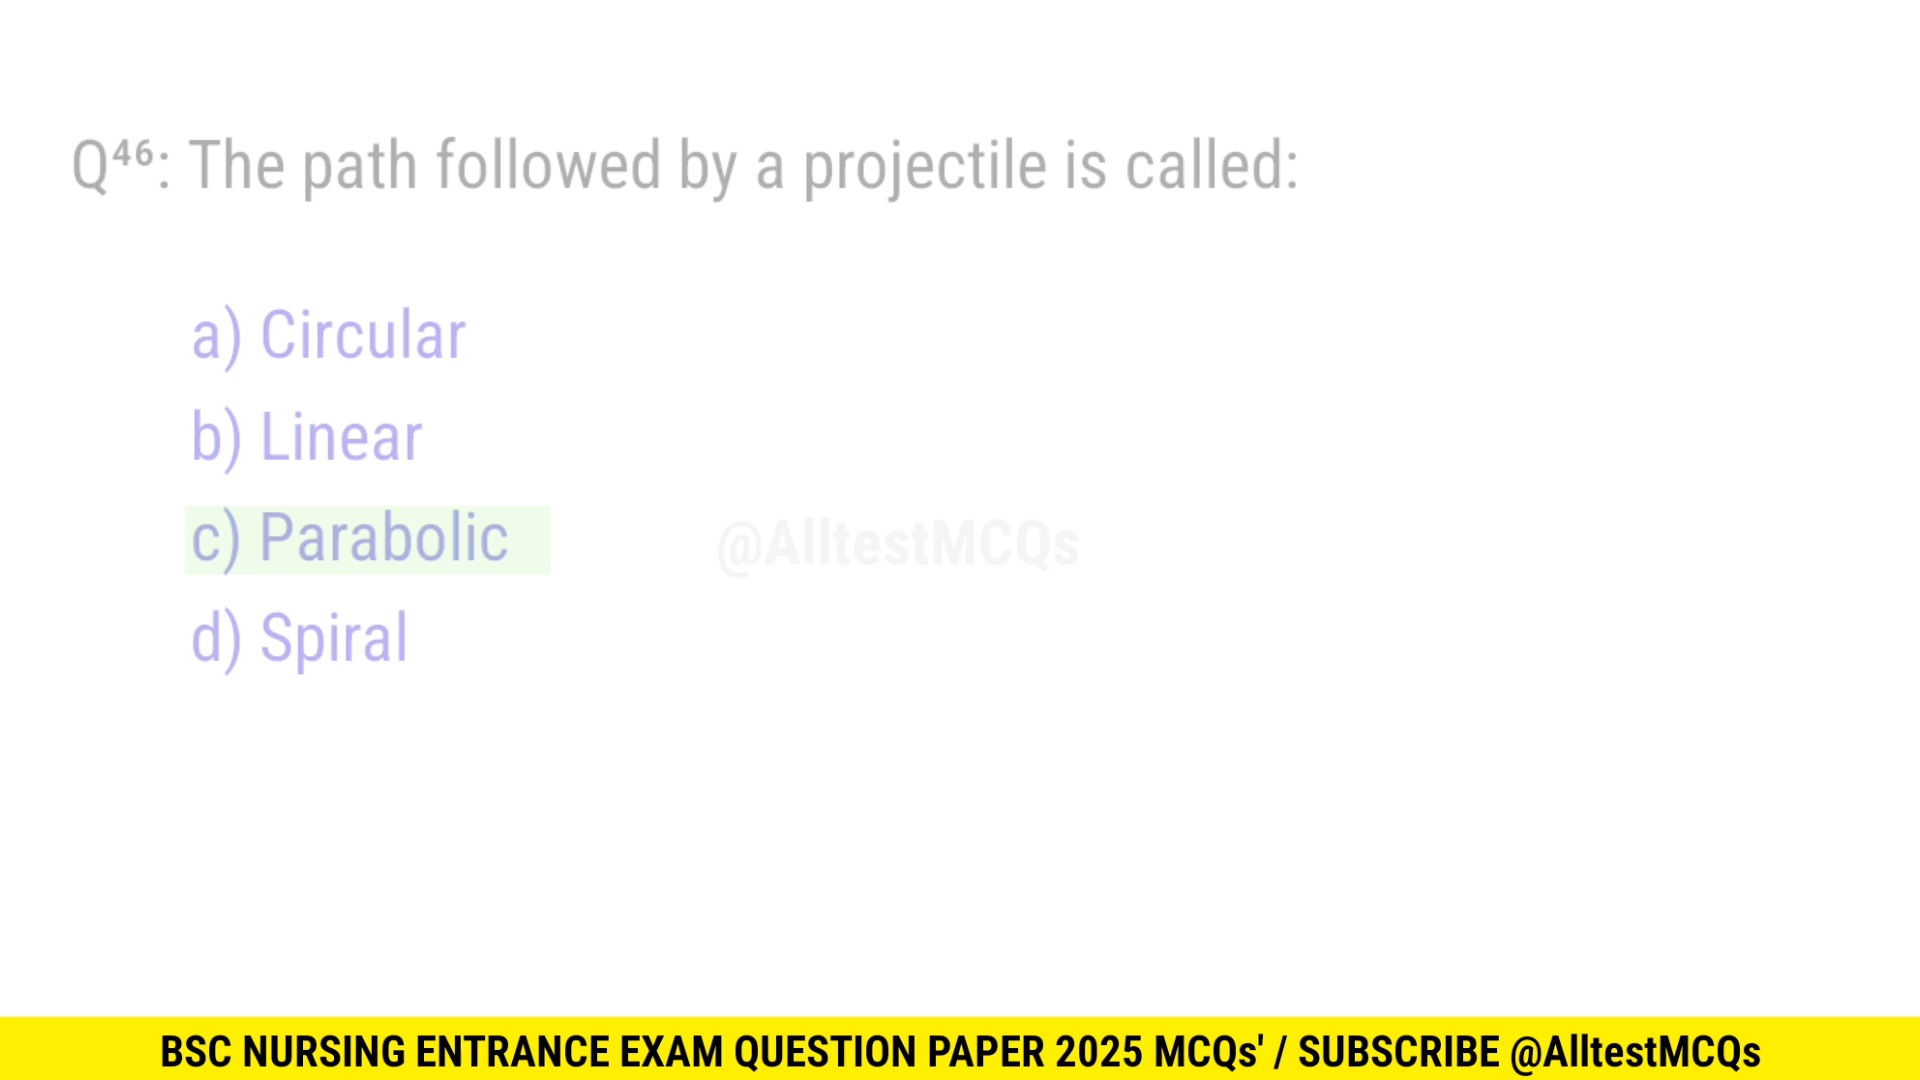 Q⁴⁶: The path followed by a projectile is called:
a) Circular
b) Linear
c) Parabolic
@AlltestMCQs
d) Spiral
BSC NURSING ENTRANCE EXAM QUESTION PAPER 2025 MCQs' / SUBSCRIBE @AlltestMCQs